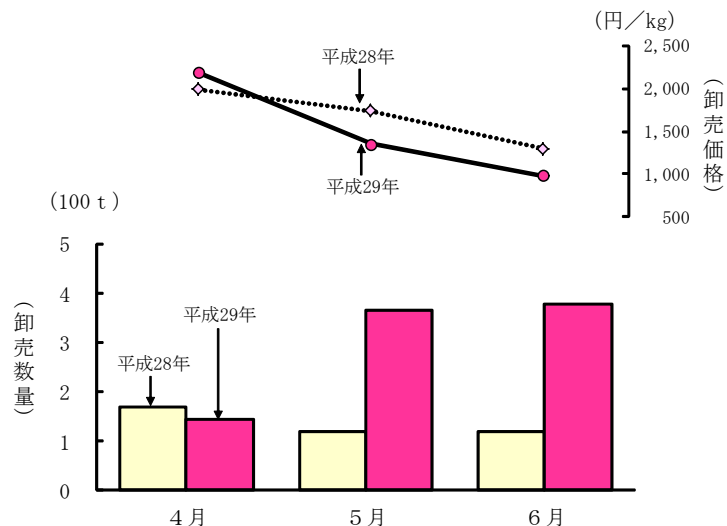 (円／kg)
2,500
2,000
1,500
1,000
500
(卸売価格)
平成28年
平成29年
(100ｔ)
5
4
3
2
1
0
(卸売数量)
平成29年
平成28年
４月
５月
６月